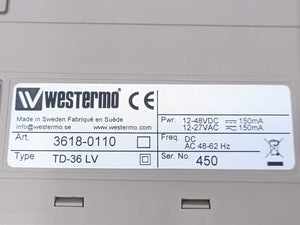 westermo CE
Made in Sweden Fabriqué en Suéde
info@westermo.se www.westermo.com
Art. 3618-0110
Type TD-36 LV
Pwr. 12-48VDC 150mA
12-27VAC 150mA
Freq. DC
AC 48-62 Hz
Ser. No. 450